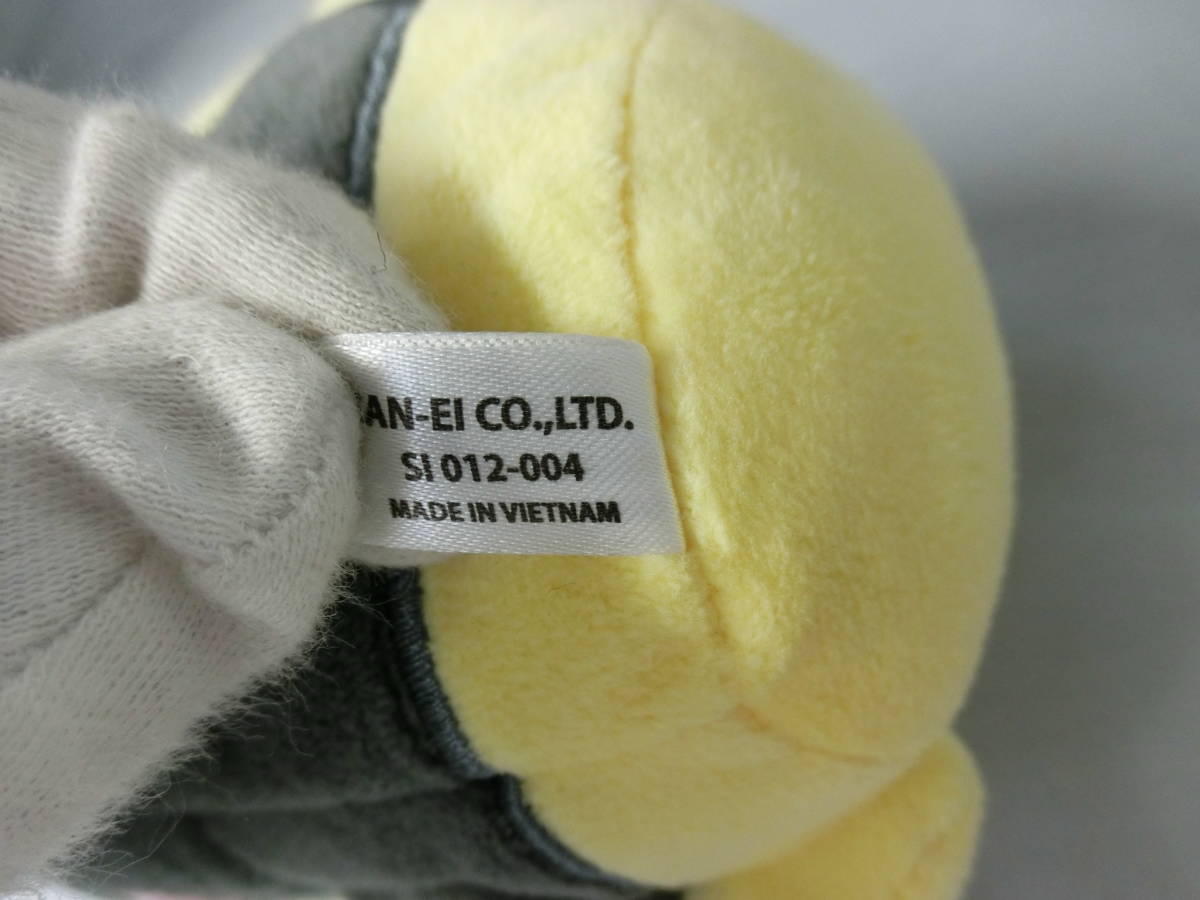 AN-EI CO.,LTD.
SI 012-004
MADE IN VIETNAM